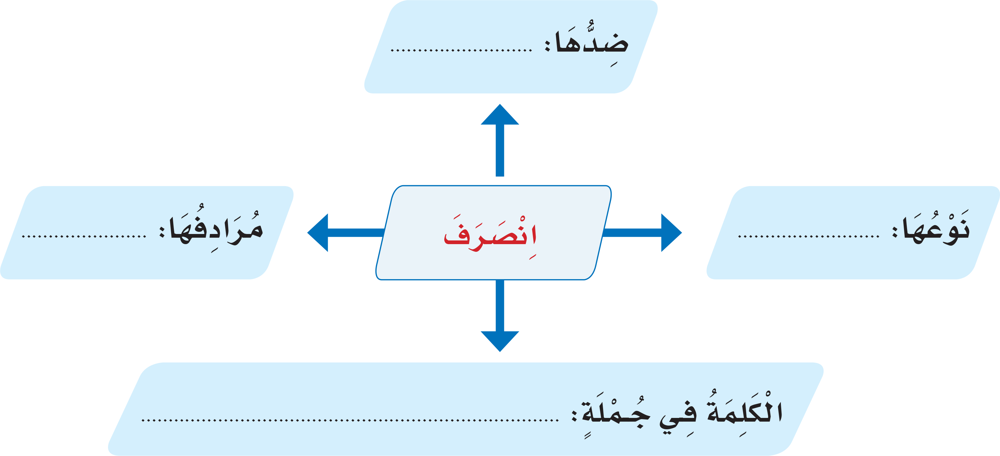 ضِدُّهَا: ..........................
نَوْعُهَا: ..........................
اِنْصَرَفَ
مُرَادِفُهَا: .......................
الْكَلِمَةُ فِي جُمْلَةٍ: ............................................................................